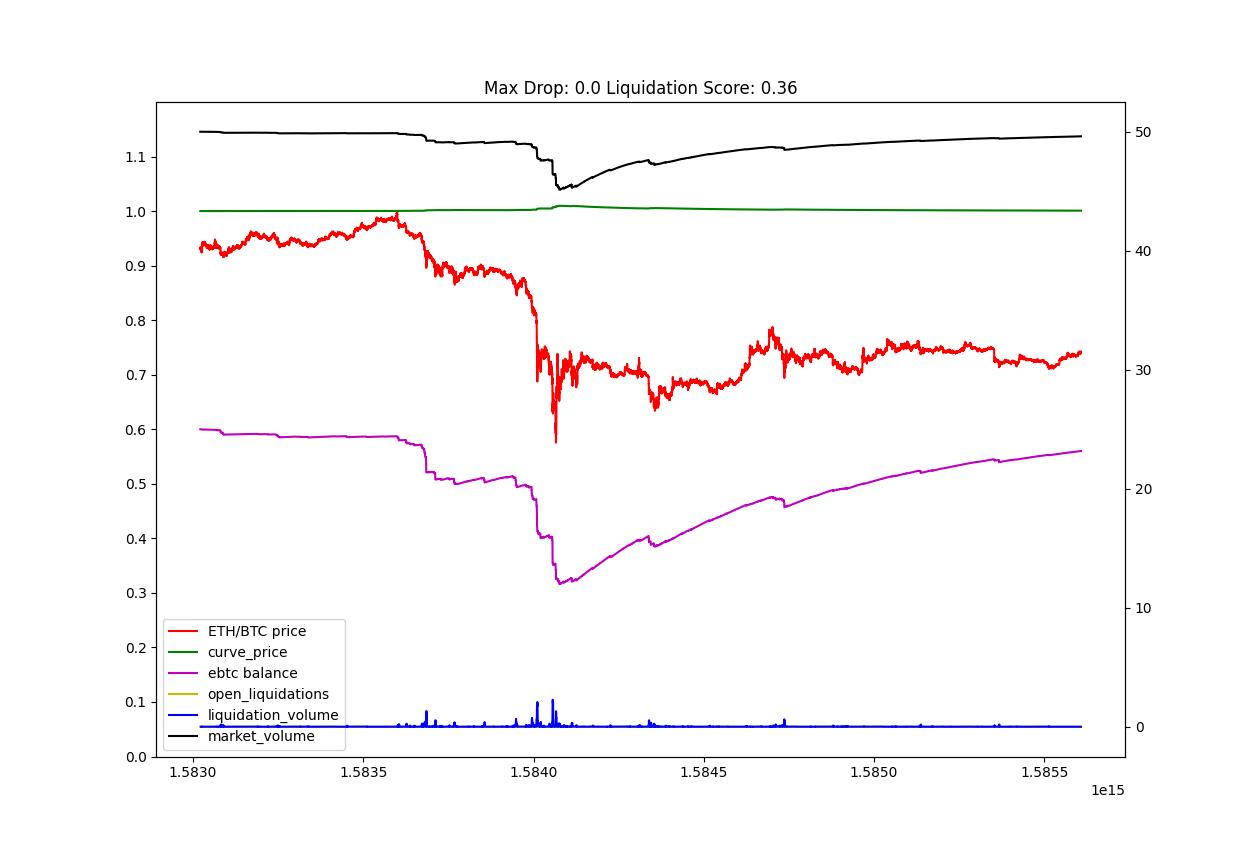 Max Drop: 0.0 Liquidation Score: 0.36
1.1
1.0
0.9
0.8
0.7
0.6
0.5
0.4
0.3
0.2
0.1
0.0
50
40
30
20
10
0
ETH/BTC price
curve_price
ebtc balance
open_liquidations
liquidation_volume
market_volume
1.5830 1.5835 1.5840 1.5845 1.5850 1.5855
1e15